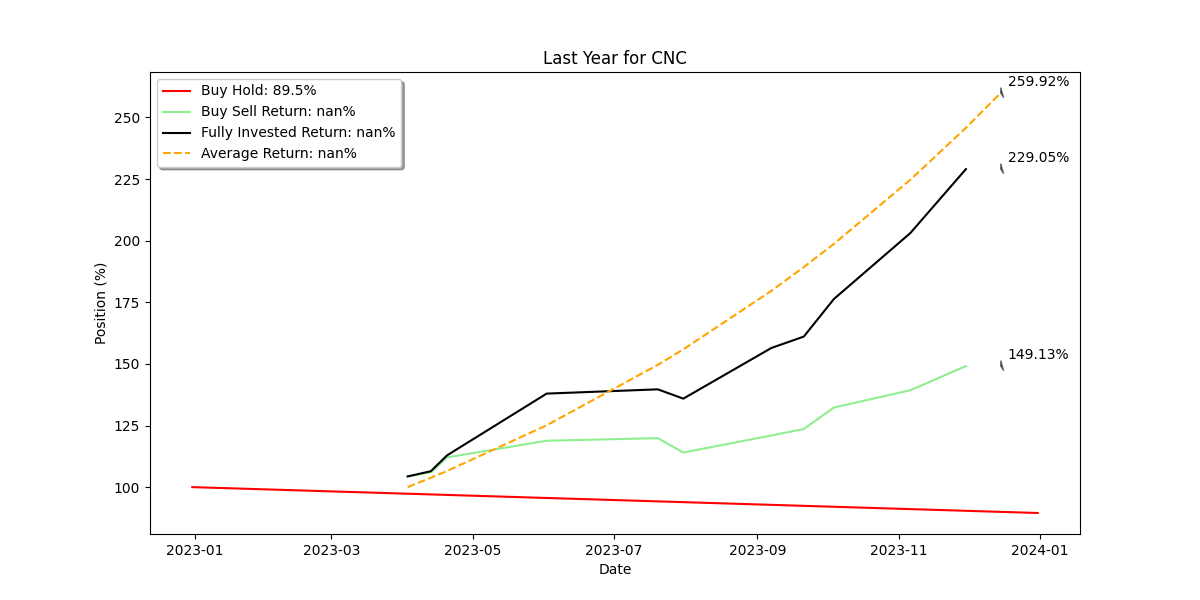 Last Year for CNC
Buy Hold: 89.5%
Buy Sell Return: nan%
Fully Invested Return: nan%
Average Return: nan%
259.92%
229.05%
149.13%
Position (%)
250
225
200
175
150
125
100
2023-01 2023-03 2023-05 2023-07 2023-09 2023-11 2024-01
Date